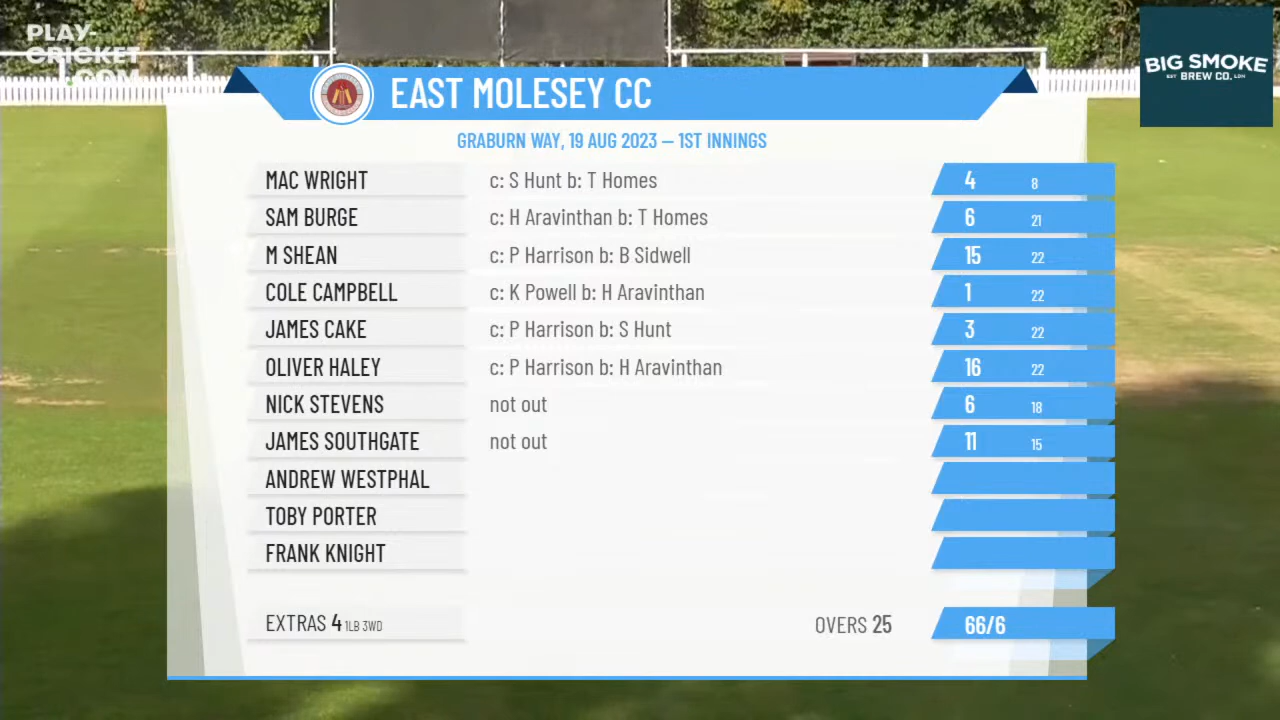 PLAY-
CRICKET
.COM
BIG SMOKE
EST BREW CO. LDN
EAST MOLESEY CC
GRABURN WAY, 19 AUG 2023 – 1ST INNINGS
MAC WRIGHT c: S Hunt b: T Homes 4 8
SAM BURGE c: H Aravinthan b: T Homes 6 21
M SHEAN c: P Harrison b: B Sidwell 15 22
COLE CAMPBELL c: K Powell b: H Aravinthan 1 22
JAMES CAKE c: P Harrison b: S Hunt 3 22
OLIVER HALEY c: P Harrison b: H Aravinthan 16 22
NICK STEVENS not out 6 18
JAMES SOUTHGATE not out 11 15
ANDREW WESTPHAL
TOBY PORTER
FRANK KNIGHT
EXTRAS 4 1LB 3WD OVERS 25 66/6